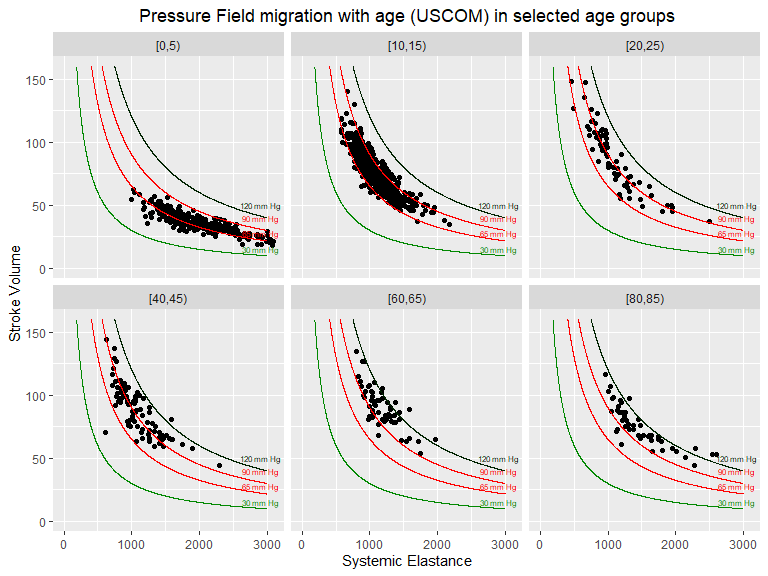 Pressure Field migration with age (USCOM) in selected age groups
[0,5) [10,15) [20,25)
150
100
50
0
120 mm Hg 120 mm Hg 120 mm Hg
90 mm Hg 90 mm Hg 90 mm Hg
65 mm Hg 65 mm Hg 65 mm Hg
30 mm Hg 30 mm Hg 30 mm Hg
Stroke Volume
[40,45) [60,65) [80,85)
150
100
50
0
120 mm Hg 120 mm Hg 120 mm Hg
90 mm Hg 90 mm Hg 90 mm Hg
65 mm Hg 65 mm Hg 65 mm Hg
30 mm Hg 30 mm Hg 30 mm Hg
0 1000 2000 3000 0 1000 2000 3000 0 1000 2000 3000
Systemic Elastance